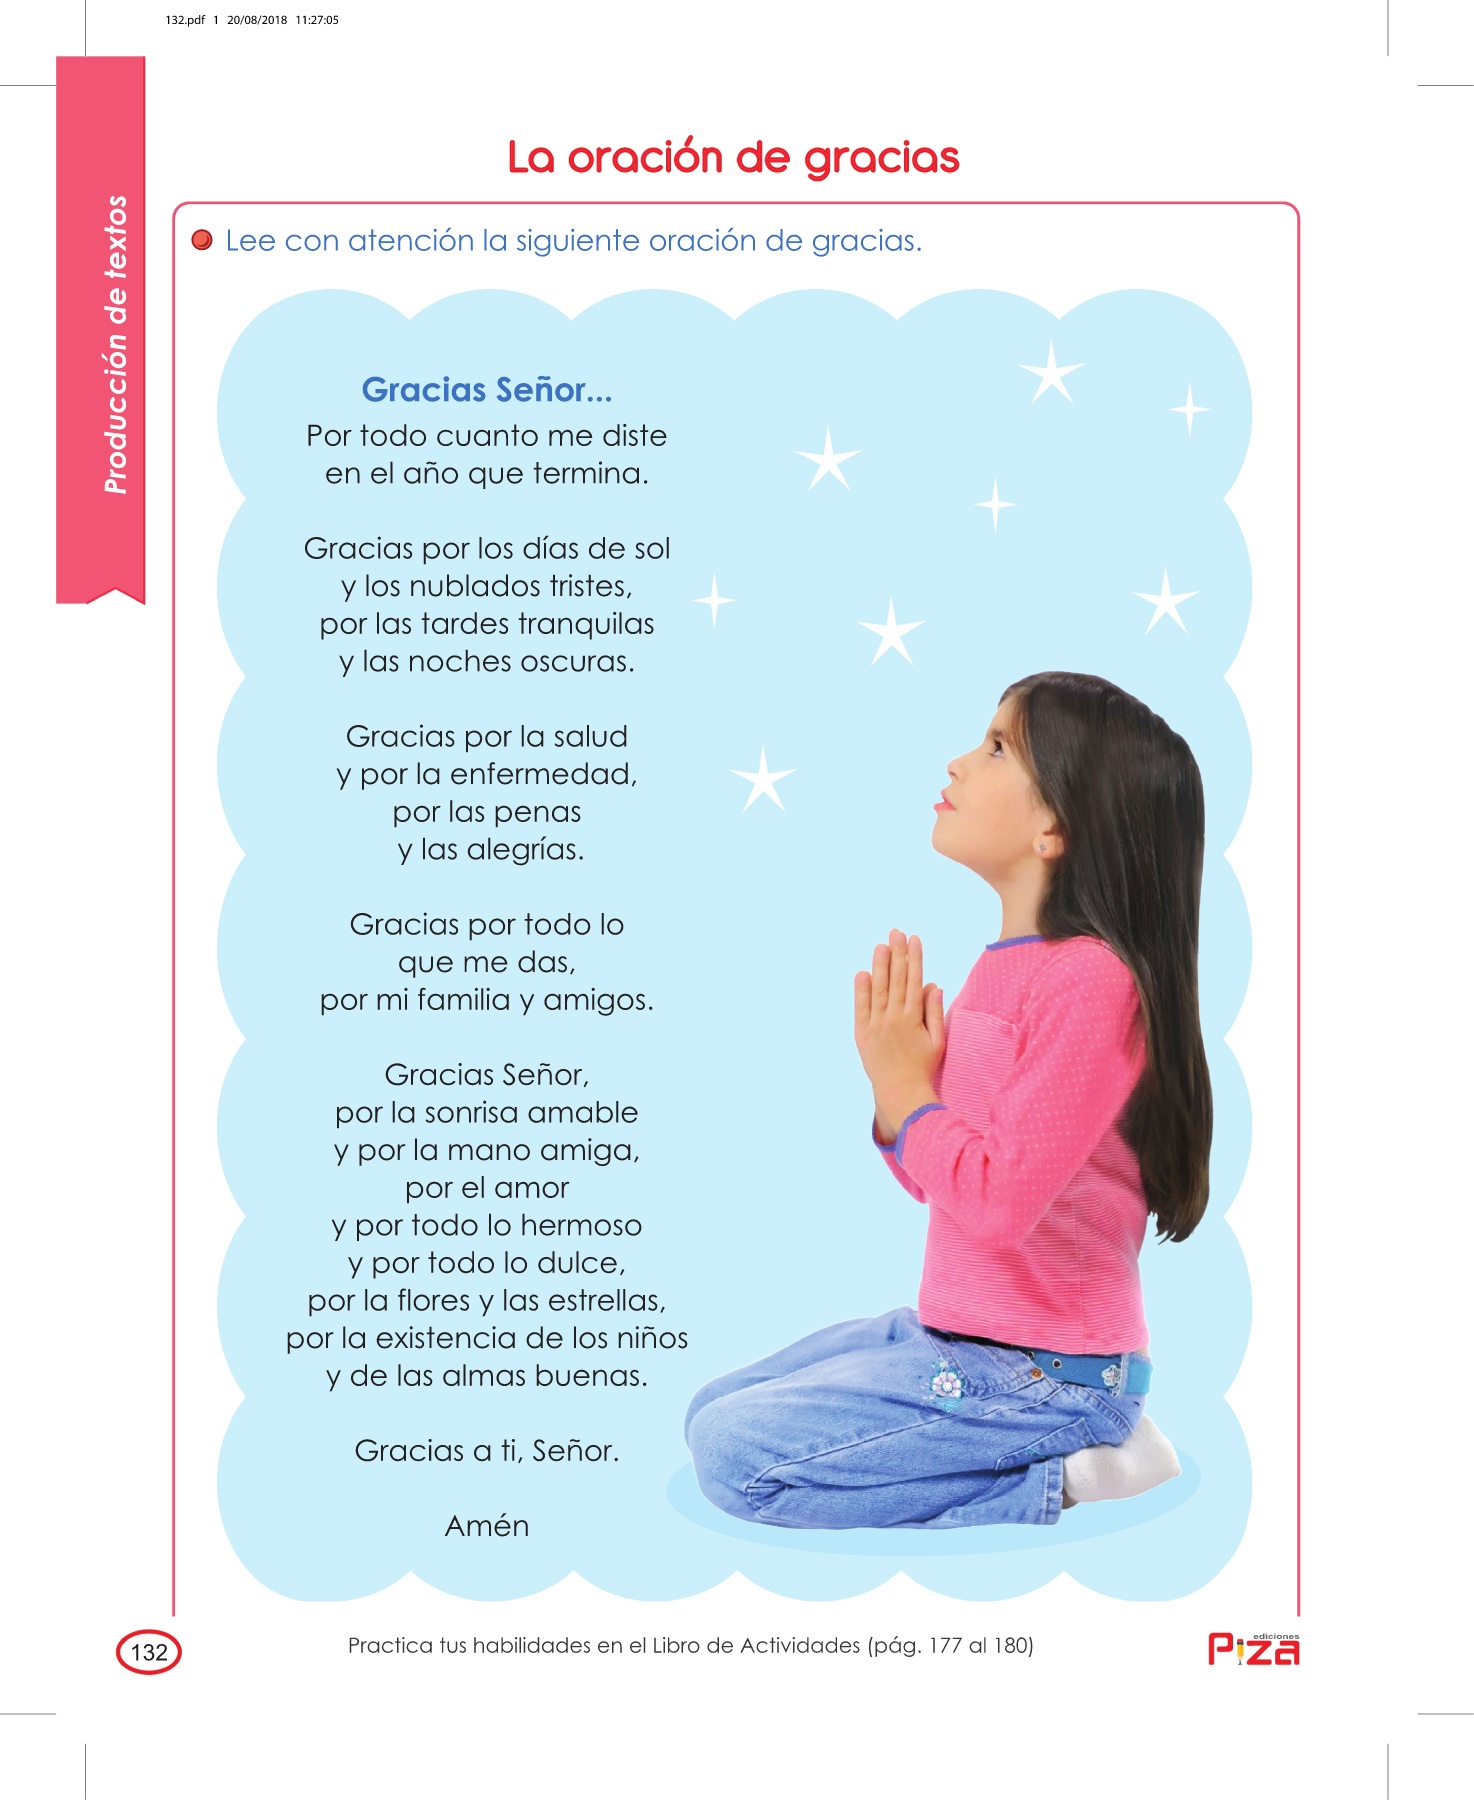 132.pdf 1 20/08/2018 11:27:05
Producción de textos
La oración de gracias
Lee con atención la siguiente oración de gracias.
Gracias Señor...
Por todo cuanto me diste
en el año que termina.
Gracias por los días de sol
y los nublados tristes,
por las tardes tranquilas
y las noches oscuras.
Gracias por la salud
y por la enfermedad,
por las penas
y las alegrías.
Gracias por todo lo
que me das,
por mi familia y amigos.
Gracias Señor,
por la sonrisa amable
y por la mano amiga,
por el amor
y por todo lo hermoso
y por todo lo dulce,
por la flores y las estrellas,
por la existencia de los niños
y de las almas buenas.
Gracias a ti, Señor.
Amén
132
Practica tus habilidades en el Libro de Actividades (pág. 177 al 180)
ediciones
Piza